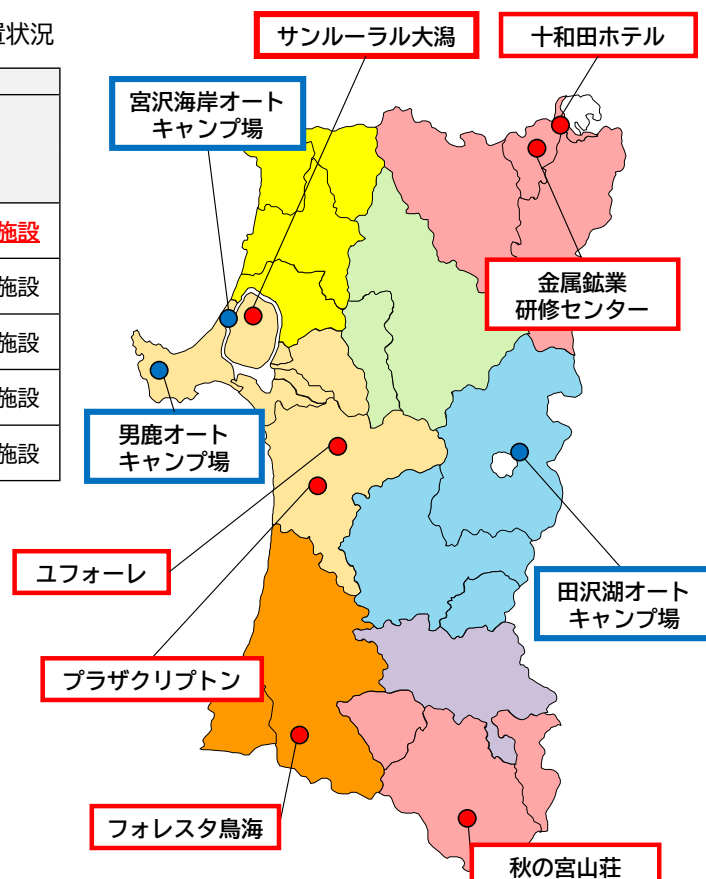 置状況
施設
施設
施設
施設
施設
サンルーラル大潟
十和田ホテル
宮沢海岸オート
キャンプ場
金属鉱業
研修センター
男鹿オート
キャンプ場
ユフォーレ
田沢湖オート
キャンプ場
プラザクリプトン
フォレスタ鳥海
秋の宮山荘